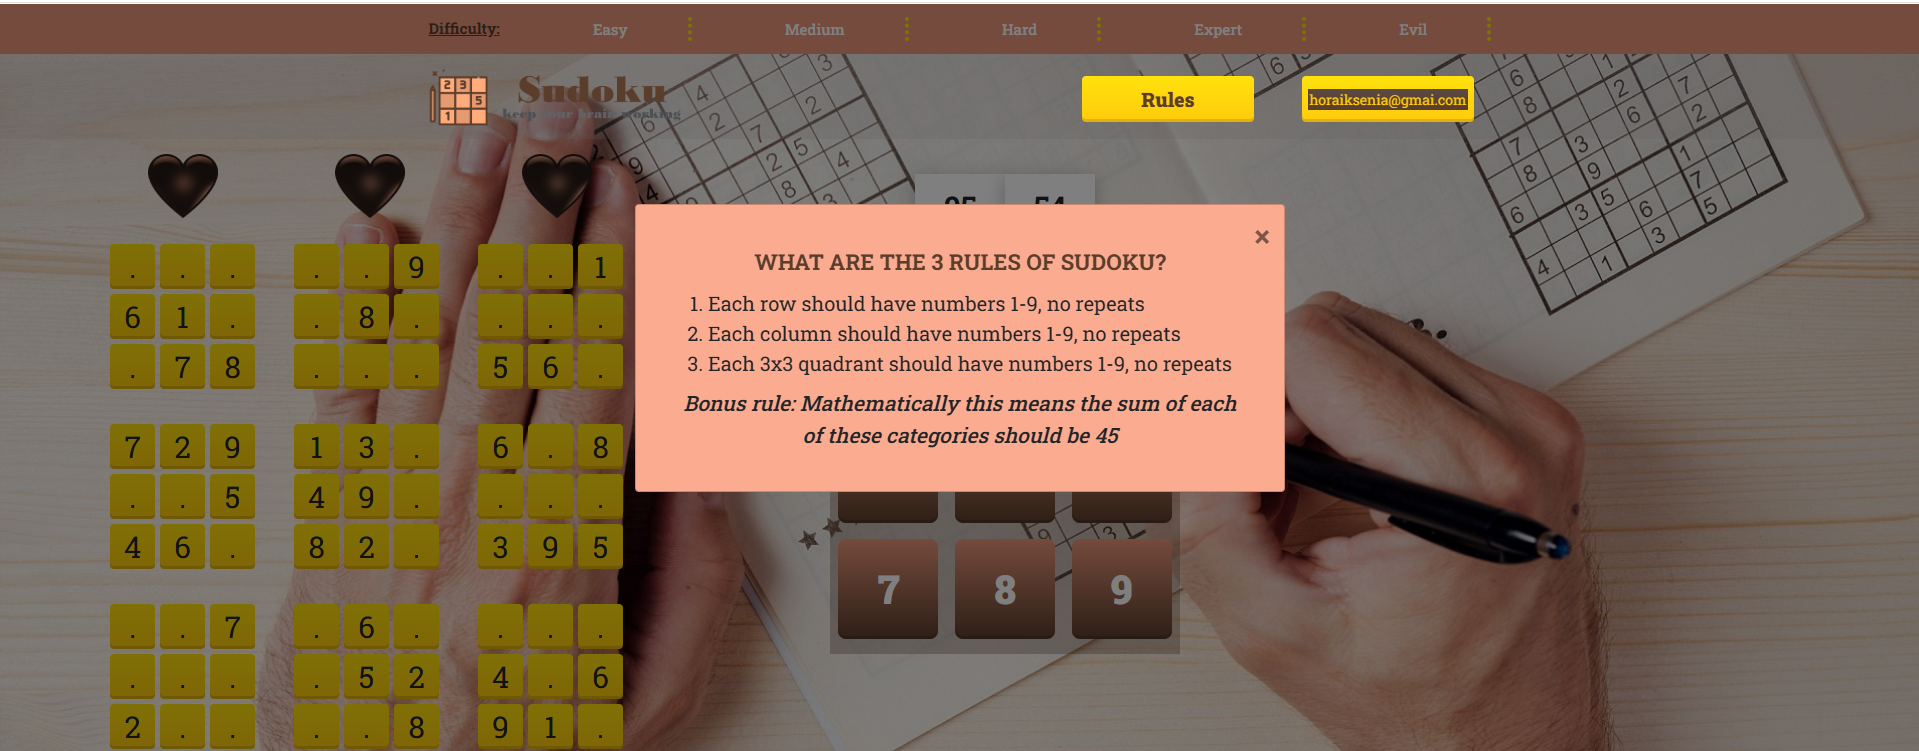 Difficulty: Easy Medium Hard Expert Evil
Sudoku
keep your brain working
Rules
horaiksenia@gmai.com
. . . . . 9 . . 1
6 1 . . 8 . . . .
. 7 8 . . . 5 6 .
7 2 9 1 3 . 6 . 8
. . 5 4 9 . . . .
4 6 . 8 2 . 3 9 5
. . 7 . 6 . . . .
. . . . 5 2 4 . 6
2 . . . . 8 9 1 .
×
WHAT ARE THE 3 RULES OF SUDOKU?
1. Each row should have numbers 1-9, no repeats
2. Each column should have numbers 1-9, no repeats
3. Each 3x3 quadrant should have numbers 1-9, no repeats
Bonus rule: Mathematically this means the sum of each
of these categories should be 45
7 8 9